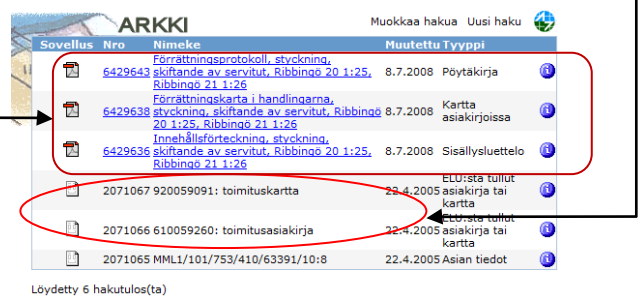 ARKKI Muokkaa hakua Uusi haku
Sovellus Nro Nimeke Muutettu Tyyppi
Förrättningsprotokoll, styckning,
6429643 skiftande av servitut, Ribbingö 20 1:25, 8.7.2008 Pöytäkirja
Ribbingö 21 1:26
Förrättningskarta i handlingarna,
6429638 styckning, skiftande av servitut, Ribbingö 8.7.2008 Kartta asiakirjoissa
20 1:25, Ribbingö 21 1:26
Innehållsförteckning, styckning,
6429636 skiftande av servitut, Ribbingö 20 1:25, 8.7.2008 Sisällysluettelo
Ribbingö 21 1:26
ELU:sta tullut
2071067 920059091: toimituskartta 22.4.2005 asiakirja tai
kartta
ELU:sta tullut
2071066 610059260: toimitusasiakirja 22.4.2005 asiakirja tai
kartta
2071065 MML1/101/753/410/63391/10:8 22.4.2005 Asian tiedot
Löydetty 6 hakutulos(ta)